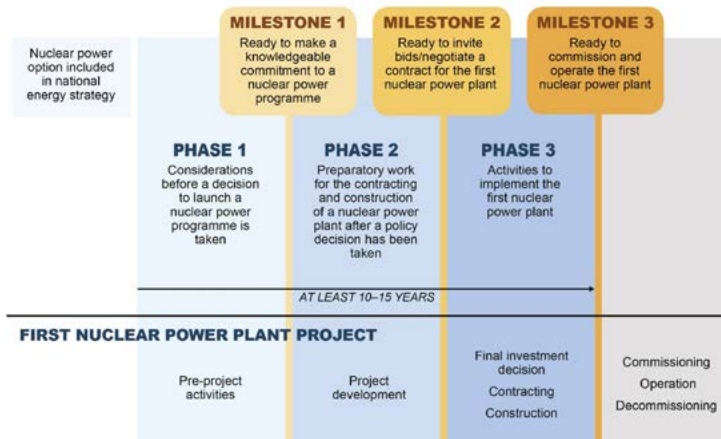 Nuclear power
option included
in national
energy strategy
MILESTONE 1
Ready to make a
knowledgeable
commitment to a
nuclear power
programme
MILESTONE 2
Ready to invite
bids/negotiate a
contract for the first
nuclear power plant
MILESTONE 3
Ready to
commission and
operate the first
nuclear power plant
PHASE 1
Considerations
before a decision
to launch a
nuclear power
programme is
taken
PHASE 2
Preparatory work
for the contracting
and construction
of a nuclear power
plant after a policy
decision has been
taken
PHASE 3
Activities to
implement the
first nuclear
power plant
AT LEAST 10–15 YEARS
FIRST NUCLEAR POWER PLANT PROJECT
Pre-project
activities
Project
development
Final investment
decision
Contracting
Construction
Commissioning
Operation
Decommissioning